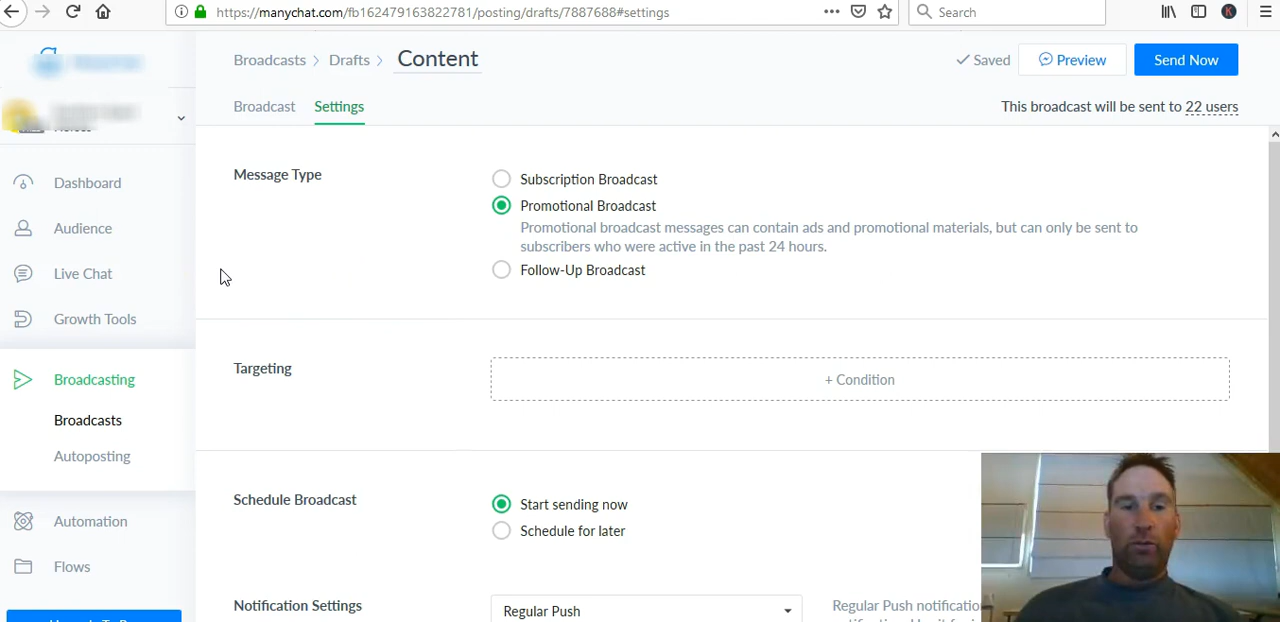 https://manychat.com/fb162479163822781/posting/drafts/7887688#settings
Search
K
Broadcasts > Drafts > Content
Saved
Preview
Send Now
Broadcast
Settings
This broadcast will be sent to 22 users
Dashboard
Audience
Live Chat
Growth Tools
Broadcasting
Broadcasts
Autoposting
Automation
Flows
Message Type
Subscription Broadcast
Promotional Broadcast
Promotional broadcast messages can contain ads and promotional materials, but can only be sent to
subscribers who were active in the past 24 hours.
Follow-Up Broadcast
Targeting
+ Condition
Schedule Broadcast
Start sending now
Schedule for later
Notification Settings
Regular Push
Regular Push